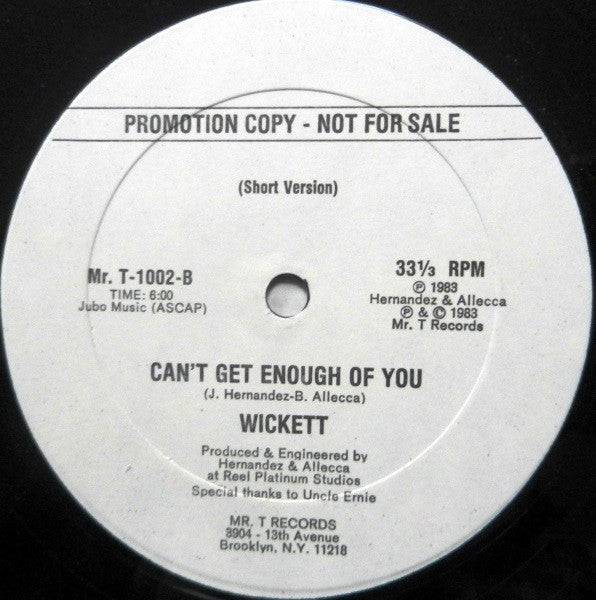 PROMOTION COPY - NOT FOR SALE
(Short Version)
Mr. T-1002-B
TIME: 6:00
Jubo Music (ASCAP)
33⅓ RPM
℗ 1983
Hernandez & Allecca
℗ & © 1983
Mr. T Records
CAN'T GET ENOUGH OF YOU
(J. Hernandez-B. Allecca)
WICKETT
Produced & Engineered by
Hernandez & Allecca
at Reel Platinum Studios
Special thanks to Uncle Ernie
MR. T RECORDS
3904 - 13th Avenue
Brooklyn, N.Y. 11218